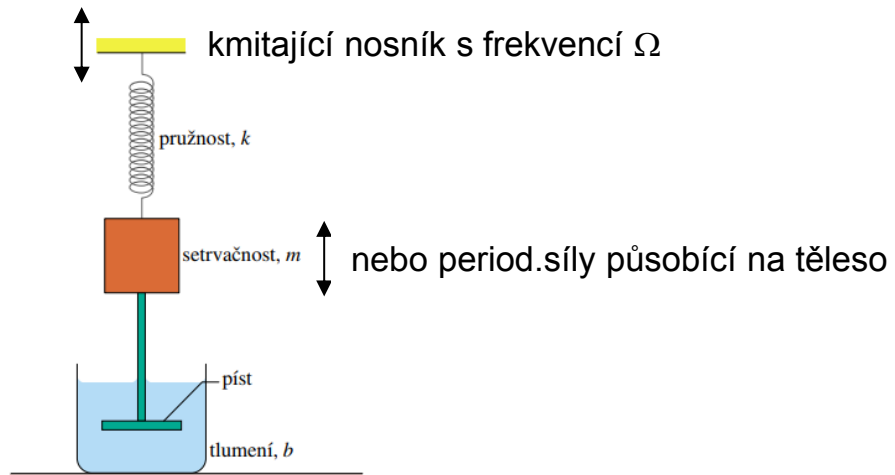 kmitající nosník s frekvencí Ω
pružnost, k
setrvačnost, m
nebo period.síly působící na těleso
píst
tlumení, b